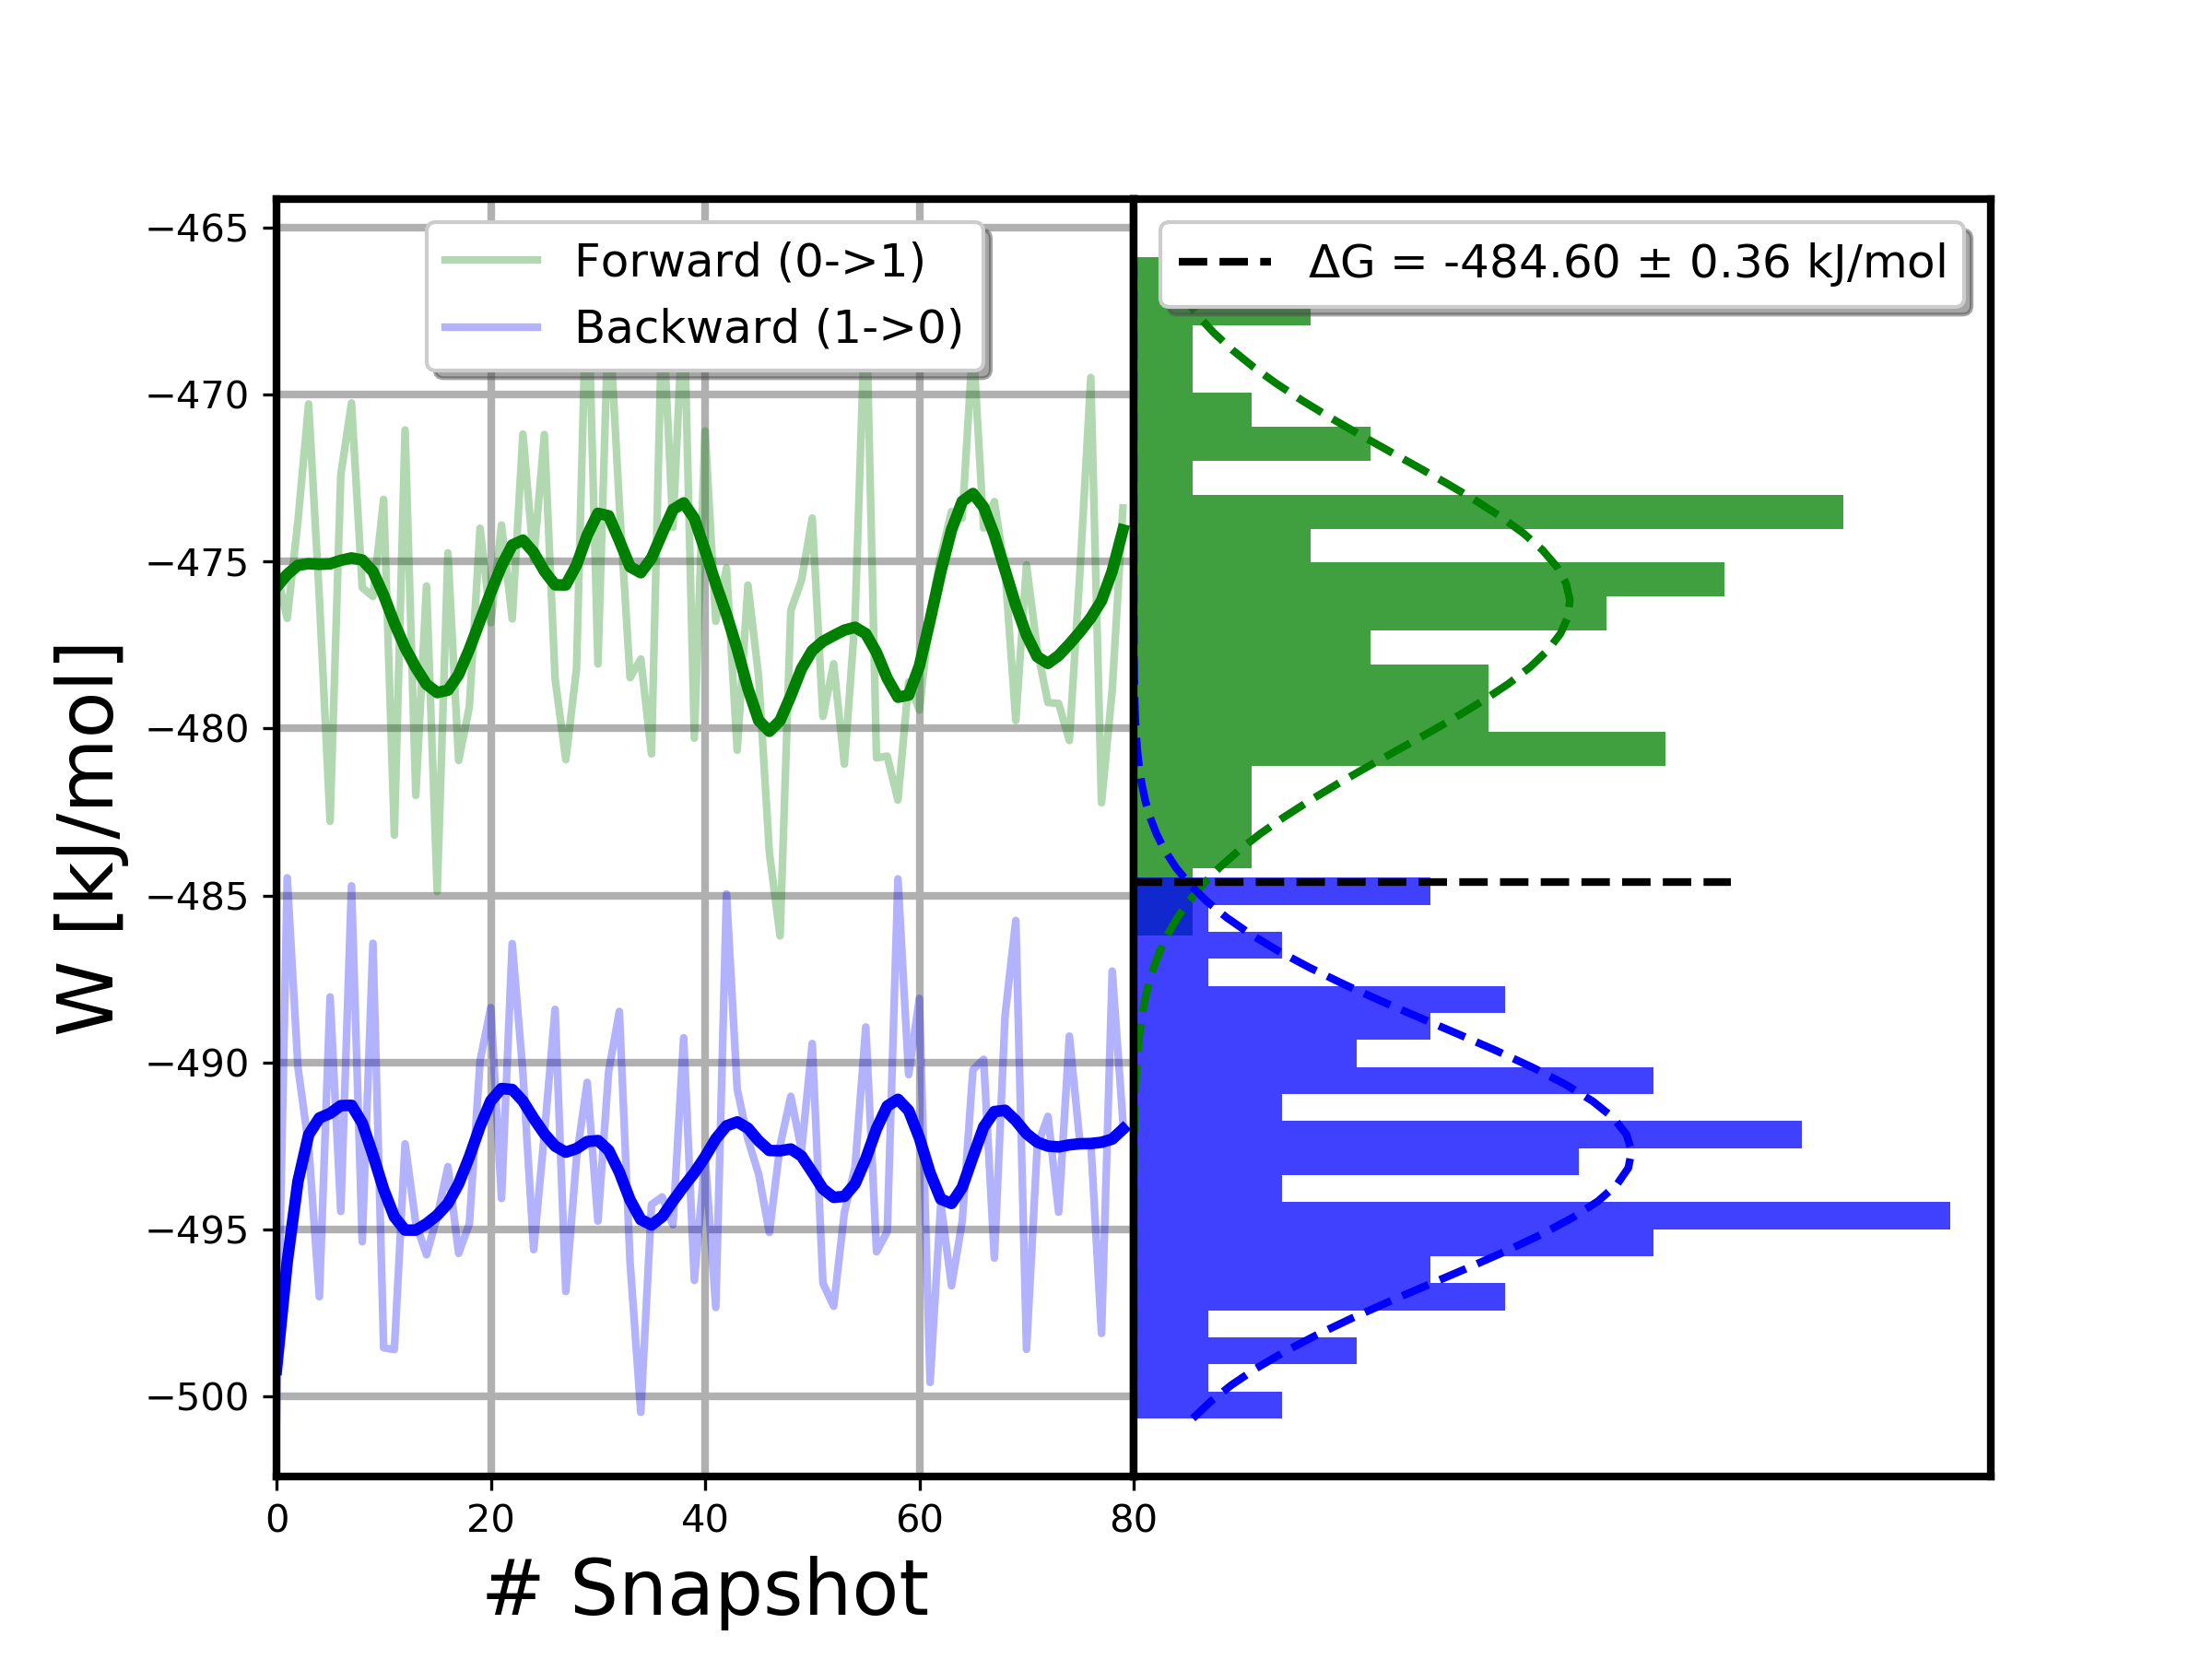 Forward (0->1)
Backward (1->0)
ΔG = -484.60 ± 0.36 kJ/mol
W [kJ/mol]
−465
−470
−475
−480
−485
−490
−495
−500
0 20 40 60 80
# Snapshot